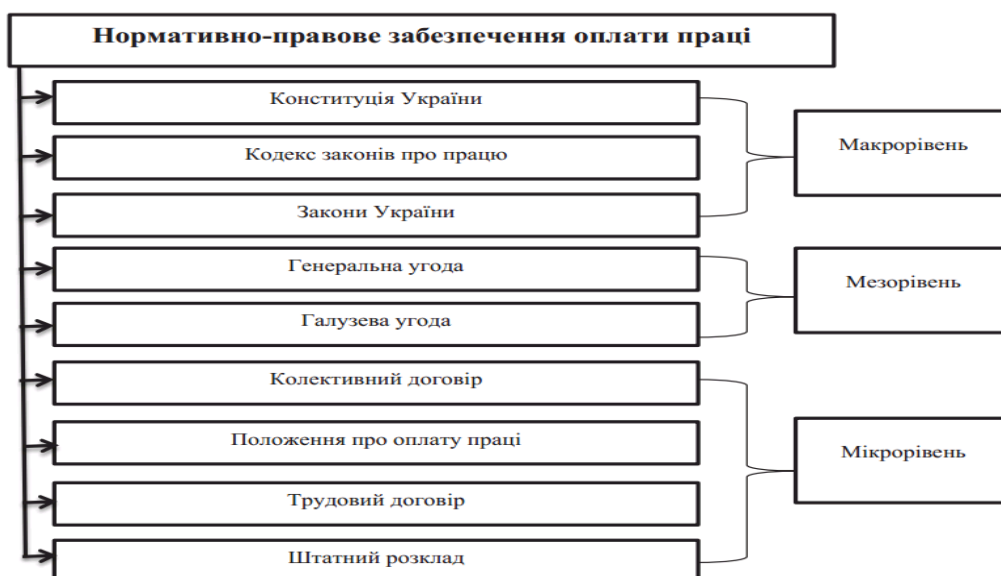 Нормативно-правове забезпечення оплати праці
Конституція України
Кодекс законів про працю
Закони України
Макрорівень
Генеральна угода
Галузева угода
Мезорівень
Колективний договір
Положення про оплату праці
Трудовий договір
Штатний розклад
Мікрорівень